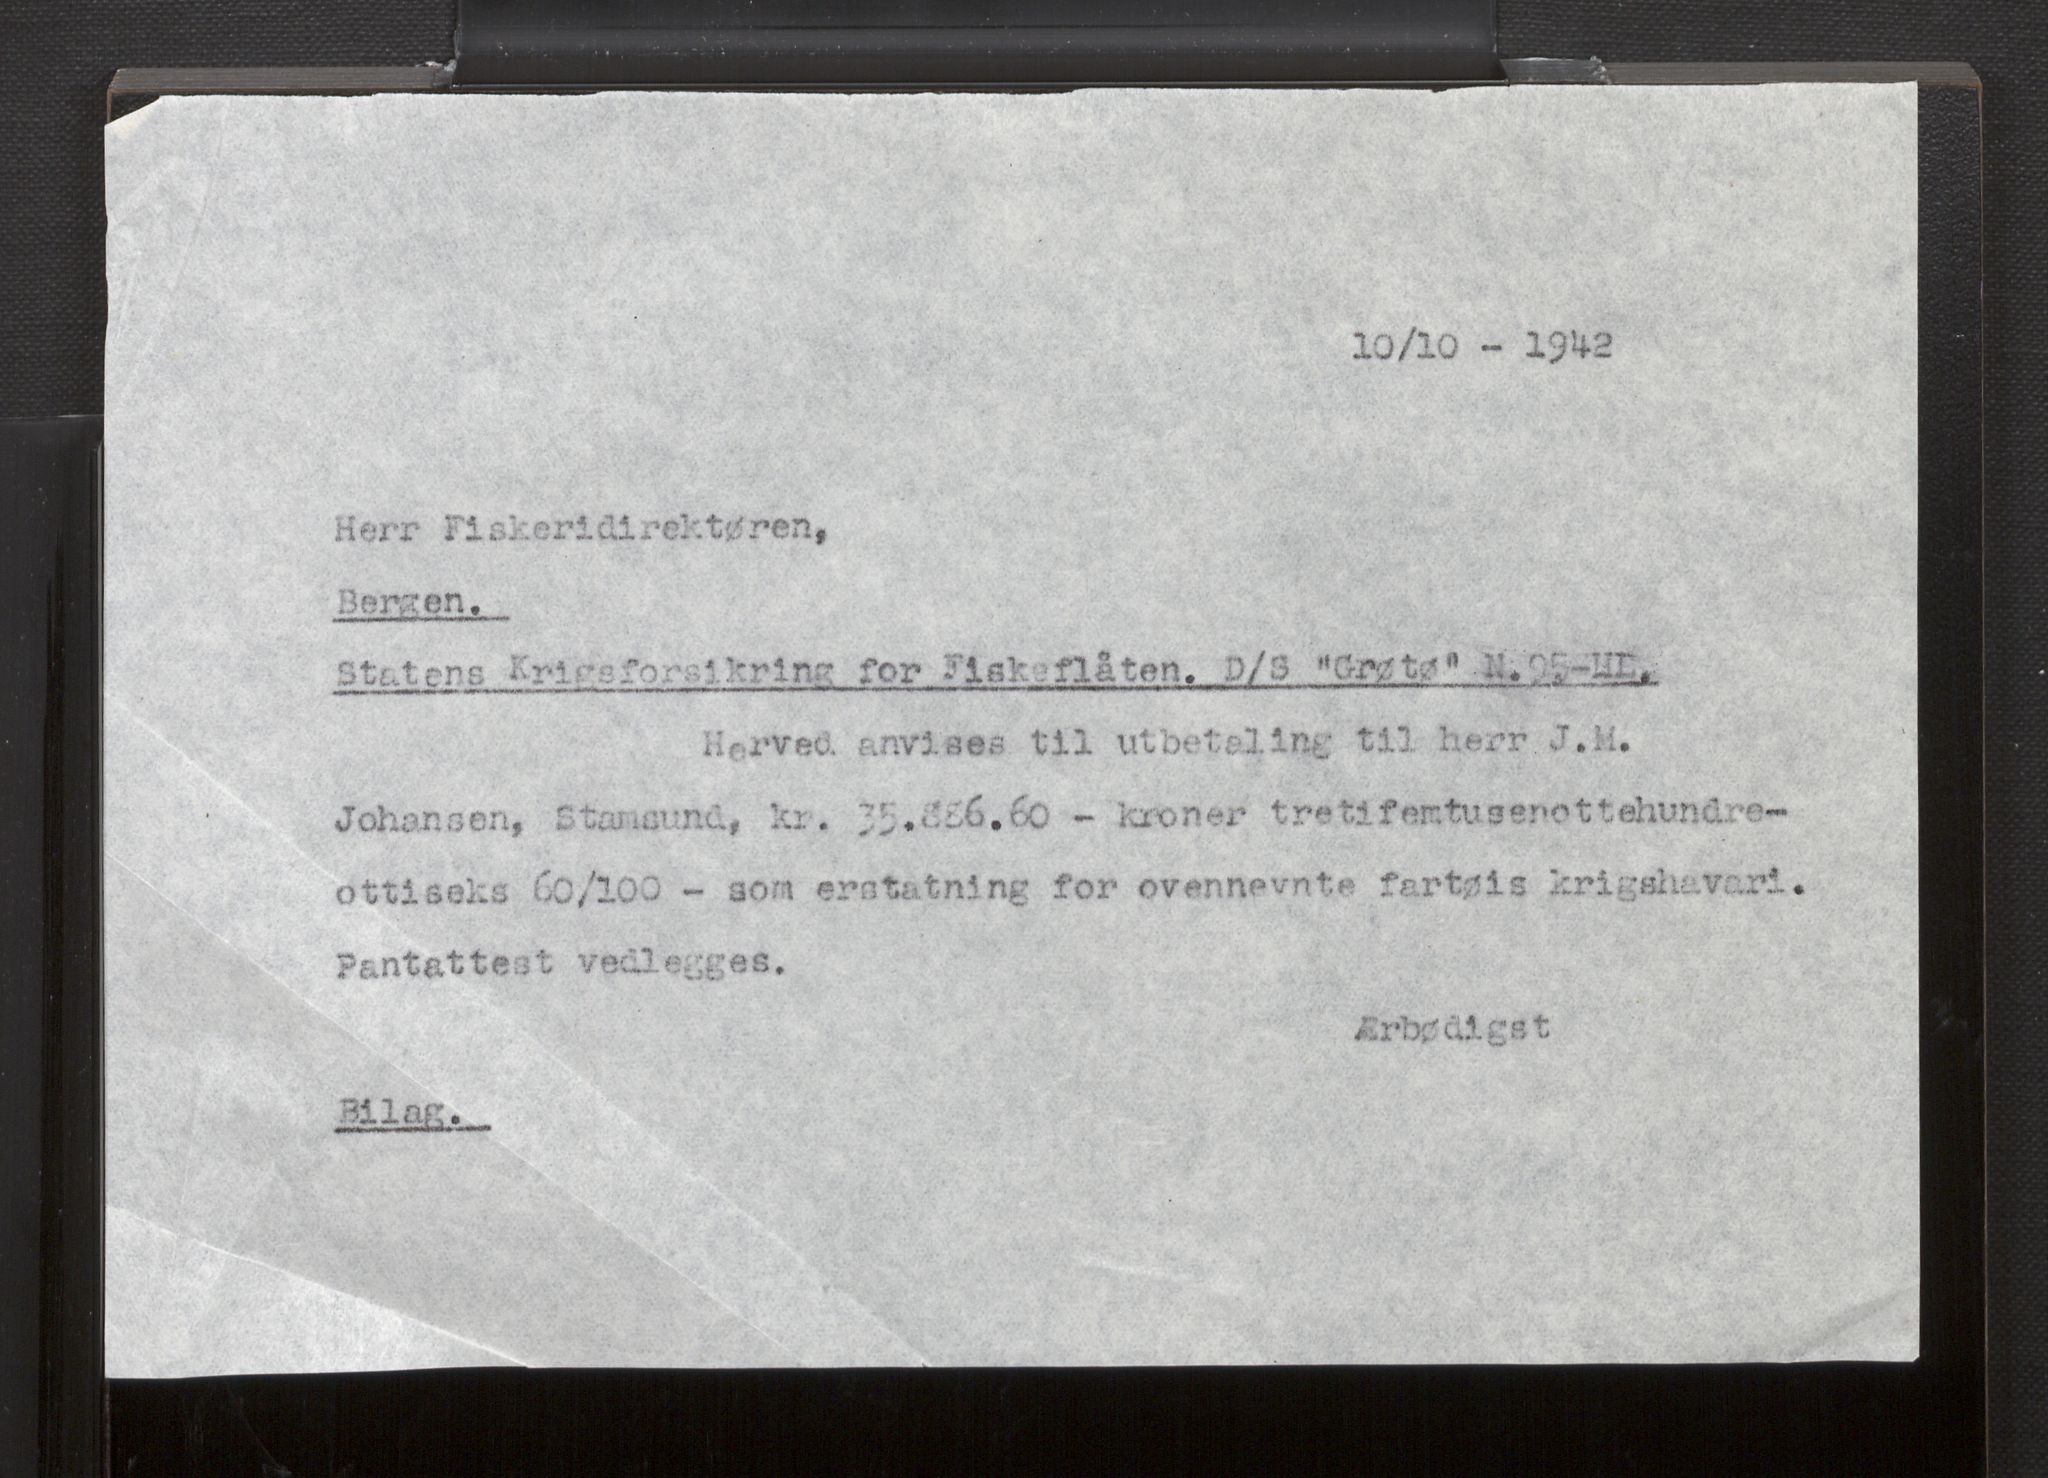 10/10 - 1942
Herr Fiskeridirektøren,
Bergen.
Statens Krigsforsikring for Fiskeflåten. D/S "Grøtø" N.95-HL.
Herved anvises til utbetaling til herr J.M.
Johansen, Stamsund, kr. 35.886.60 - kroner tretifemtusenottehundre-
ottiseks 60/100 - som erstatning for ovennevnte fartøis krigshavari.
Pantattest vedlegges.
Ærbødigst
Bilag.